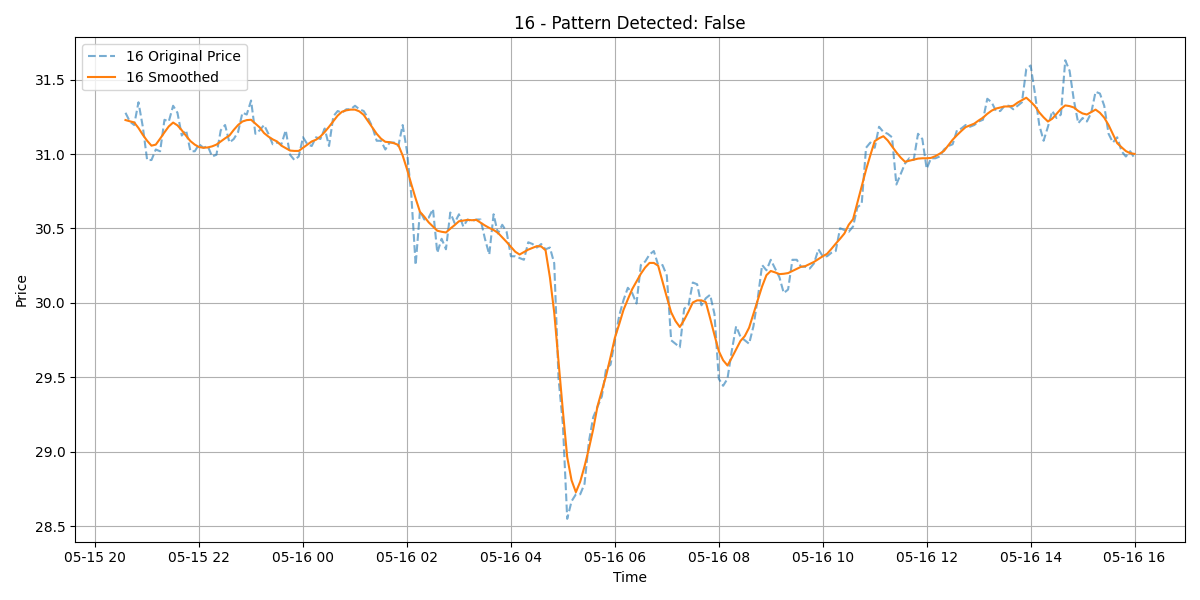 16 - Pattern Detected: False
16 Original Price
16 Smoothed
Price
31.5
31.0
30.5
30.0
29.5
29.0
28.5
05-15 20 05-15 22 05-16 00 05-16 02 05-16 04 05-16 06 05-16 08 05-16 10 05-16 12 05-16 14 05-16 16
Time